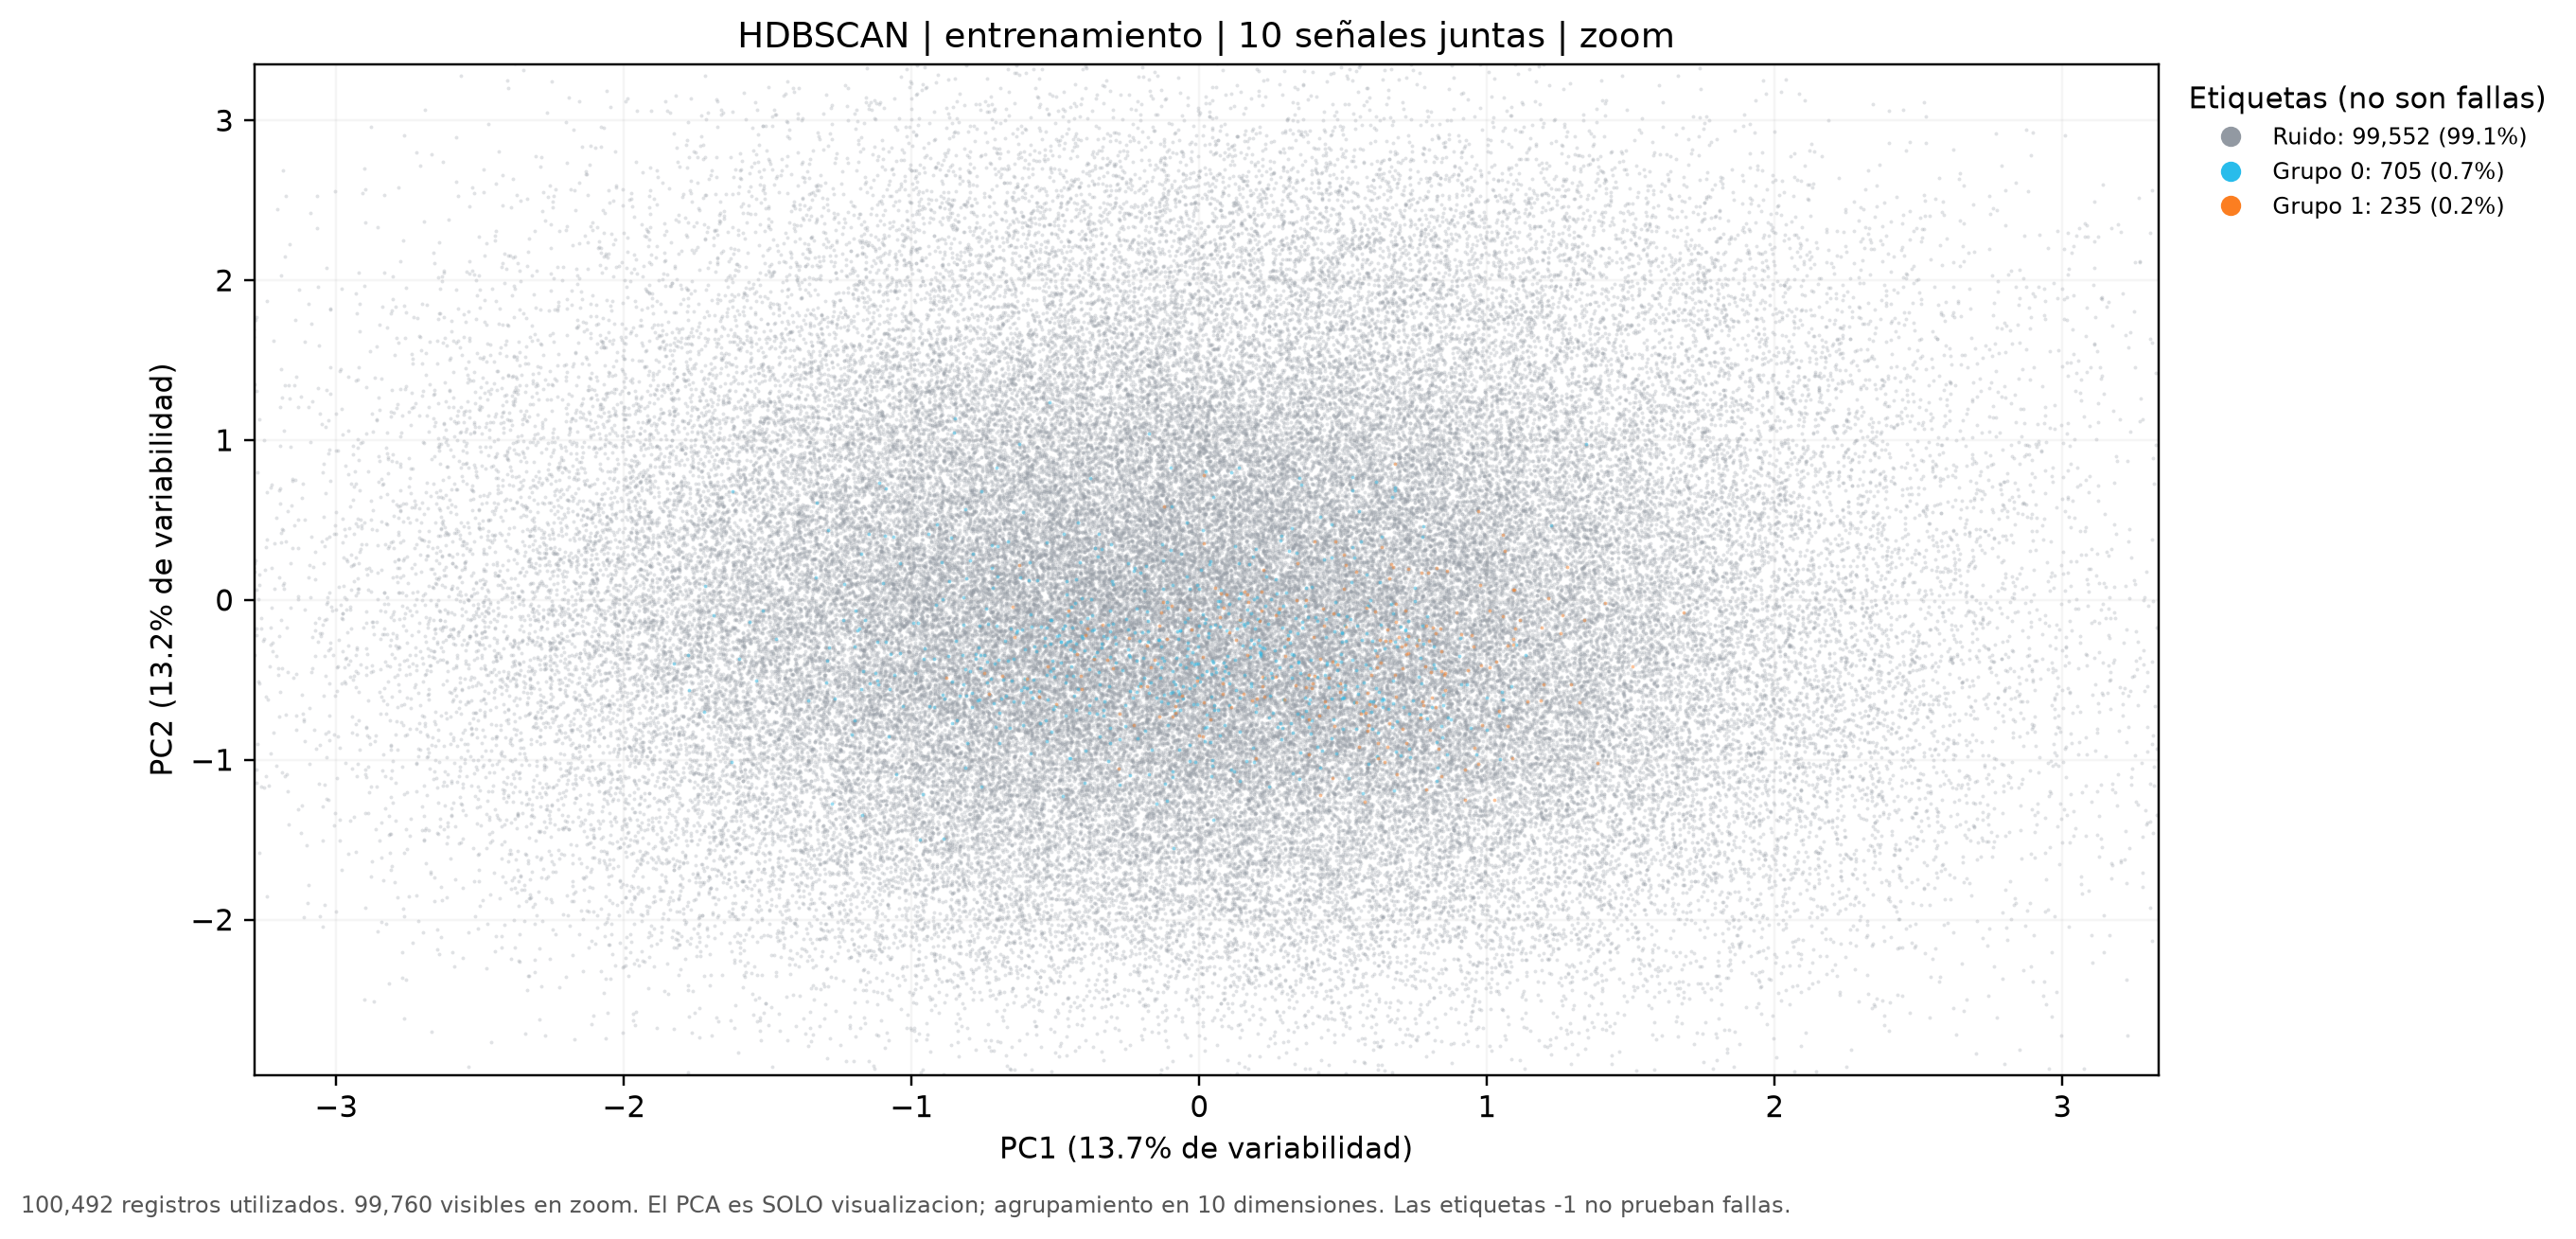 HDBSCAN | entrenamiento | 10 señales juntas | zoom
Etiquetas (no son fallas)
Ruido: 99,552 (99.1%)
Grupo 0: 705 (0.7%)
Grupo 1: 235 (0.2%)
PC2 (13.2% de variabilidad)
3
2
1
0
−1
−2
−3
−2
−1
0
1
2
3
PC1 (13.7% de variabilidad)
100,492 registros utilizados. 99,760 visibles en zoom. El PCA es SOLO visualizacion; agrupamiento en 10 dimensiones. Las etiquetas -1 no prueban fallas.